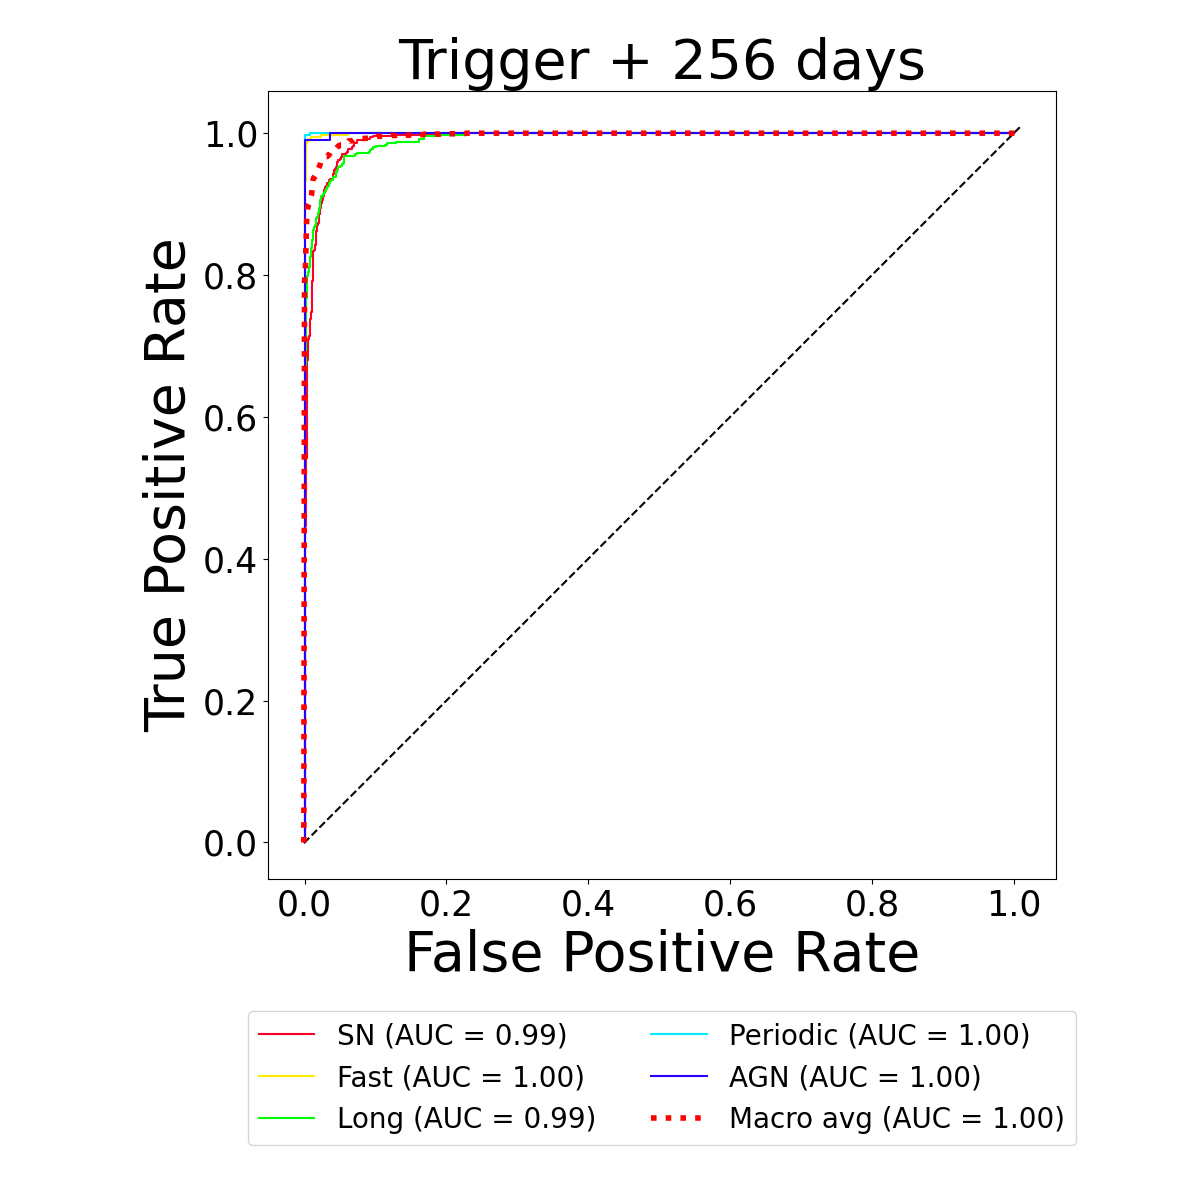 Trigger + 256 days
True Positive Rate
1.0
0.8
0.6
0.4
0.2
0.0
0.0 0.2 0.4 0.6 0.8 1.0
False Positive Rate
SN (AUC = 0.99)
Fast (AUC = 1.00)
Long (AUC = 0.99)
Periodic (AUC = 1.00)
AGN (AUC = 1.00)
Macro avg (AUC = 1.00)